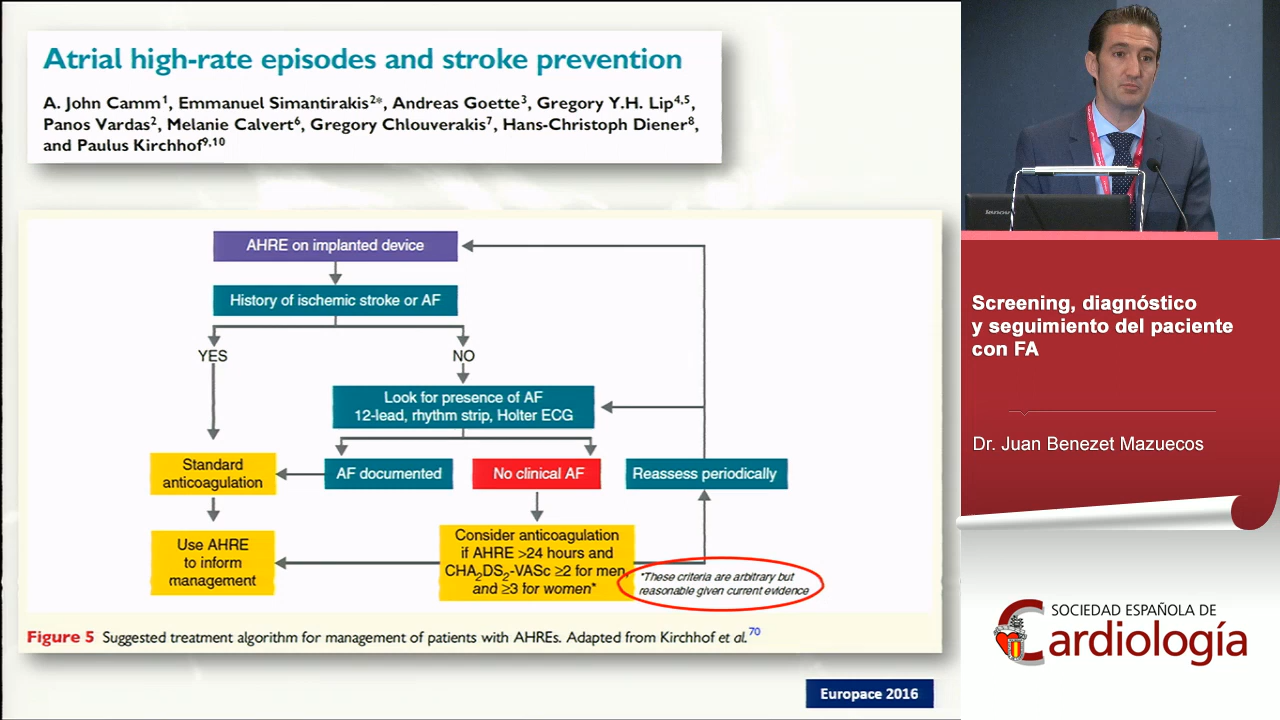 Atrial high-rate episodes and stroke prevention
A. John Camm1, Emmanuel Simantirakis2*, Andreas Goette3, Gregory Y.H. Lip4,5,
Panos Vardas2, Melanie Calvert6, Gregory Chlouverakis7, Hans-Christoph Diener8,
and Paulus Kirchhof9,10
AHRE on implanted device
History of ischemic stroke or AF
YES
NO
Look for presence of AF
12-lead, rhythm strip, Holter ECG
Standard
anticoagulation
AF documented
No clinical AF
Reassess periodically
Use AHRE
to inform
management
Consider anticoagulation
if AHRE >24 hours and
CHA2DS2-VASc ≥2 for men,
and ≥3 for women*
*These criteria are arbitrary but
reasonable given current evidence
Figure 5 Suggested treatment algorithm for management of patients with AHREs. Adapted from Kirchhof et al.70
Europace 2016
lenovo
Screening, diagnóstico
y seguimiento del paciente
con FA
Dr. Juan Benezet Mazuecos
SOCIEDAD ESPAÑOLA DE
Cardiología